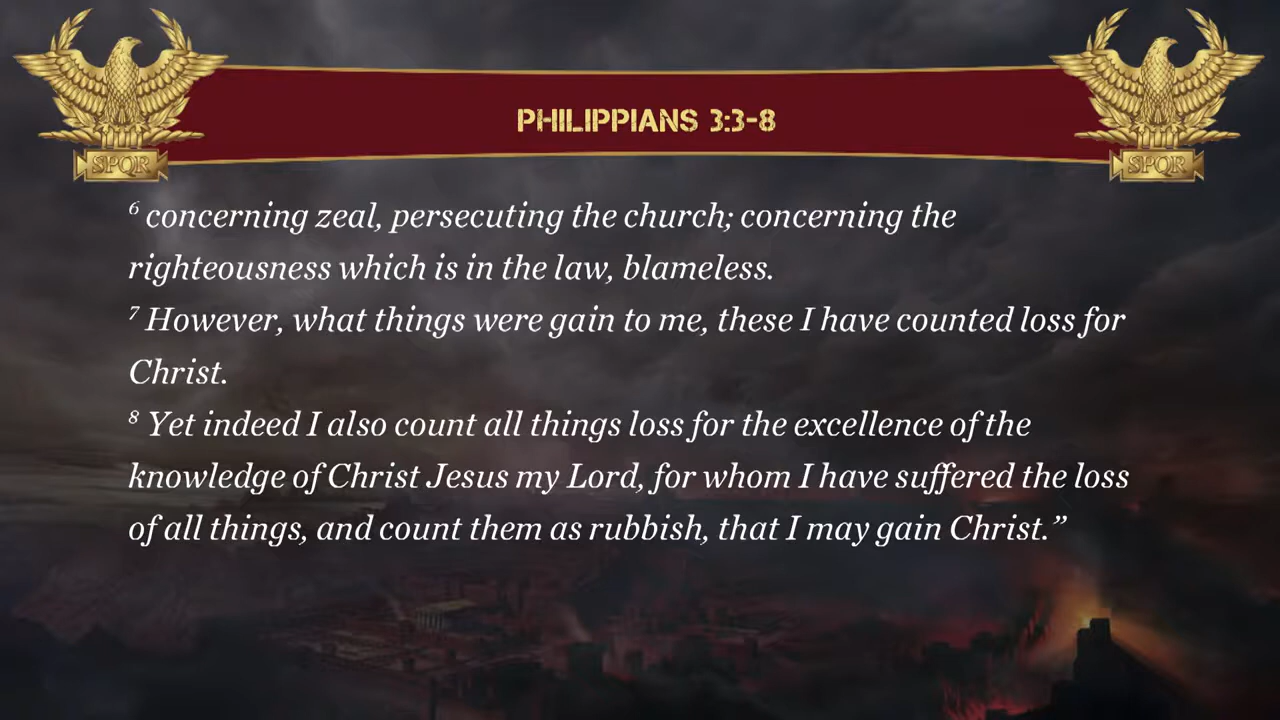 PHILIPPIANS 3:3-8
SPQR
SPQR
⁶ concerning zeal, persecuting the church; concerning the
righteousness which is in the law, blameless.
⁷ However, what things were gain to me, these I have counted loss for
Christ.
⁸ Yet indeed I also count all things loss for the excellence of the
knowledge of Christ Jesus my Lord, for whom I have suffered the loss
of all things, and count them as rubbish, that I may gain Christ.”